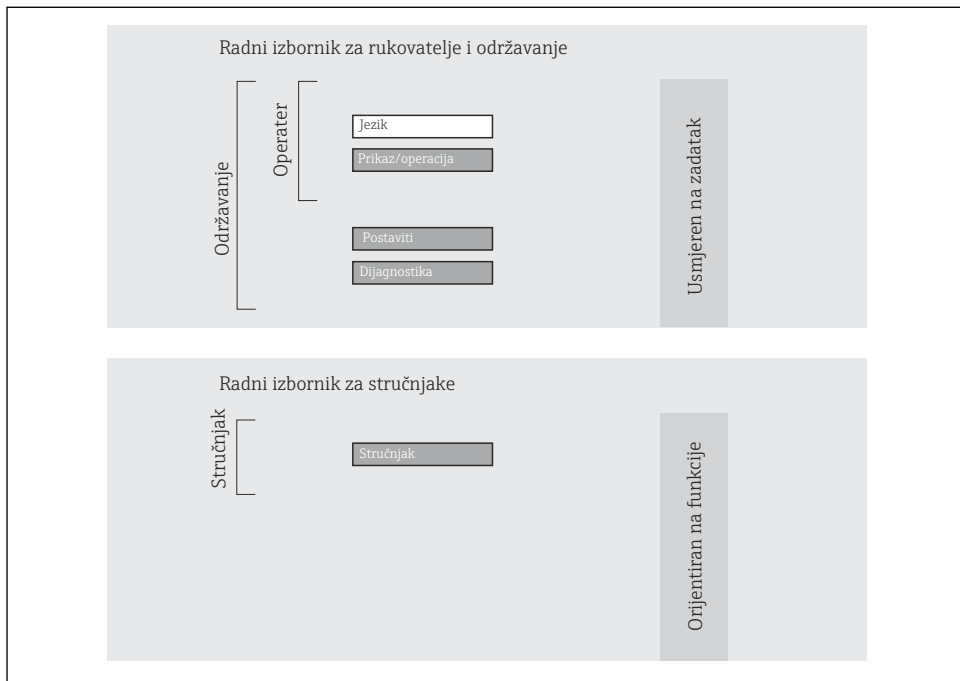 Radni izbornik za rukovatelje i održavanje
Održavanje
Operater
Jezik
Prikaz/operacija
Postaviti
Dijagnostika
Usmjeren na zadatak
Radni izbornik za stručnjake
Stručnjak
Stručnjak
Orijentiran na funkcije